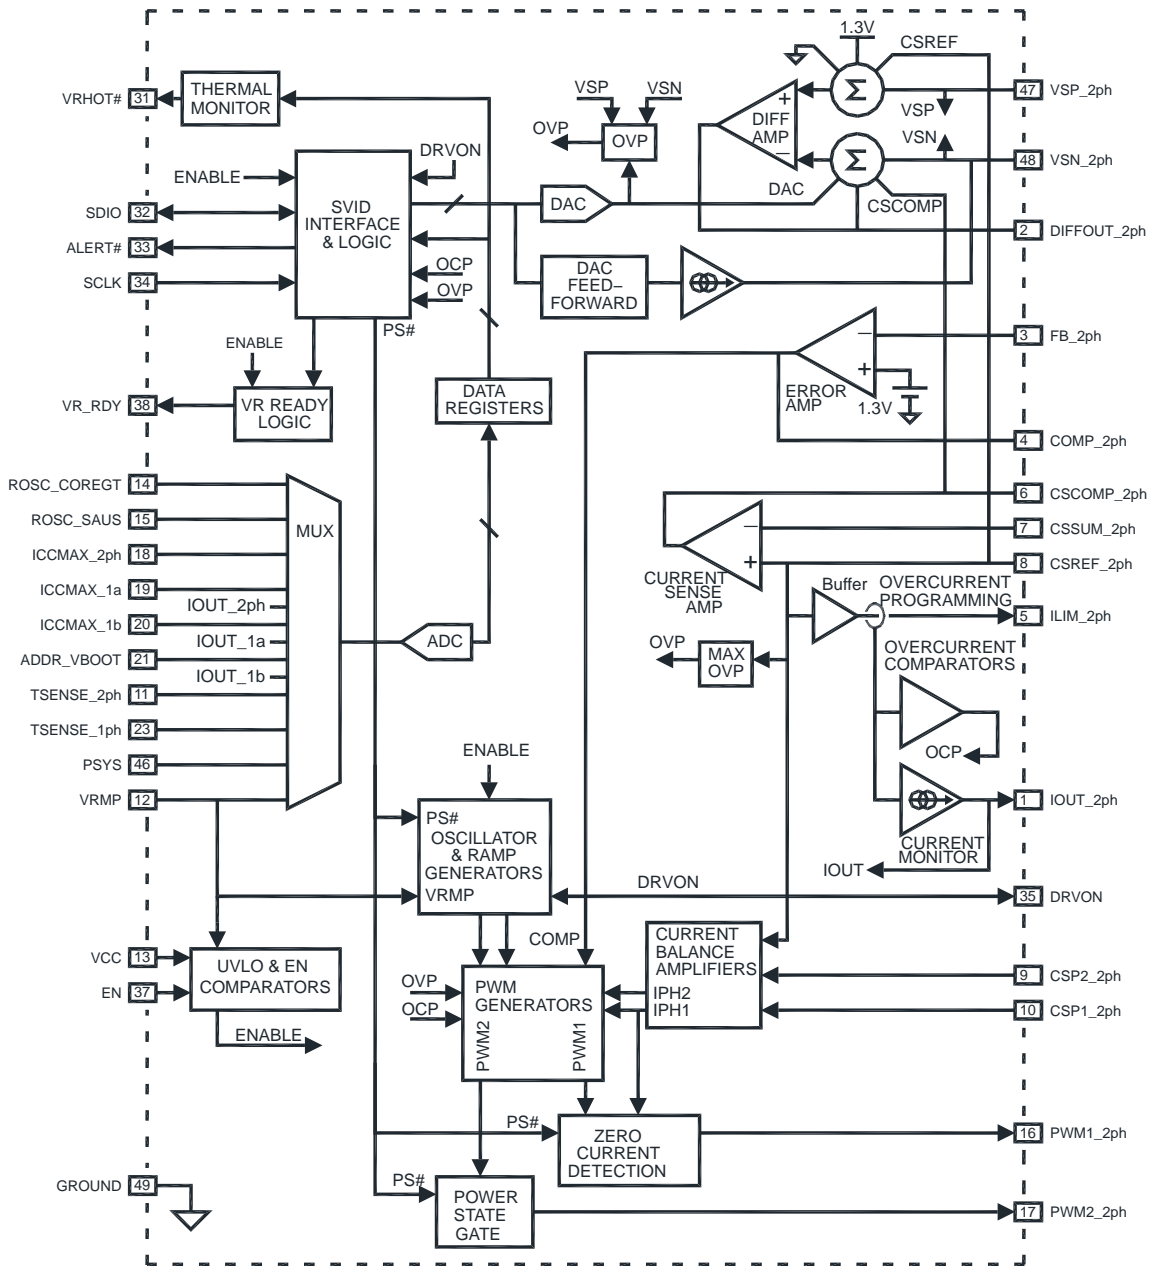 1.3V
CSREF
VRHOT# 31
THERMAL
MONITOR
VSP
VSN
OVP
OVP
+
DIFF
AMP
−
Σ
Σ
VSP
VSN
47 VSP_2ph
48 VSN_2ph
DRVON
ENABLE
SVID
INTERFACE
& LOGIC
DAC
DAC
CSCOMP
SDIO 32
ALERT# 33
SCLK 34
2 DIFFOUT_2ph
OCP
OVP
DAC
FEED–
FORWARD
PS#
ENABLE
3 FB_2ph
−
+
ERROR
AMP
1.3V
DATA
REGISTERS
VR_RDY 38
VR READY
LOGIC
4 COMP_2ph
ROSC_COREGT 14
ROSC_SAUS 15
ICCMAX_2ph 18
ICCMAX_1a 19
IOUT_2ph
ICCMAX_1b 20
IOUT_1a
ADDR_VBOOT 21
IOUT_1b
TSENSE_2ph 11
TSENSE_1ph 23
PSYS 46
VRMP 12
MUX
ADC
6 CSCOMP_2ph
7 CSSUM_2ph
8 CSREF_2ph
−
+
CURRENT
SENSE
AMP
Buffer
OVERCURRENT
PROGRAMMING
5 ILIM_2ph
OVP
MAX
OVP
OVERCURRENT
COMPARATORS
OCP
1 IOUT_2ph
CURRENT
MONITOR
IOUT
ENABLE
PS#
OSCILLATOR
& RAMP
GENERATORS
VRMP
DRVON
35 DRVON
COMP
CURRENT
BALANCE
AMPLIFIERS
IPH2
IPH1
9 CSP2_2ph
10 CSP1_2ph
VCC 13
EN 37
UVLO & EN
COMPARATORS
ENABLE
OVP
OCP
PWM
GENERATORS
PWM2
PWM1
PS#
ZERO
CURRENT
DETECTION
16 PWM1_2ph
GROUND 49
PS#
POWER
STATE
GATE
17 PWM2_2ph